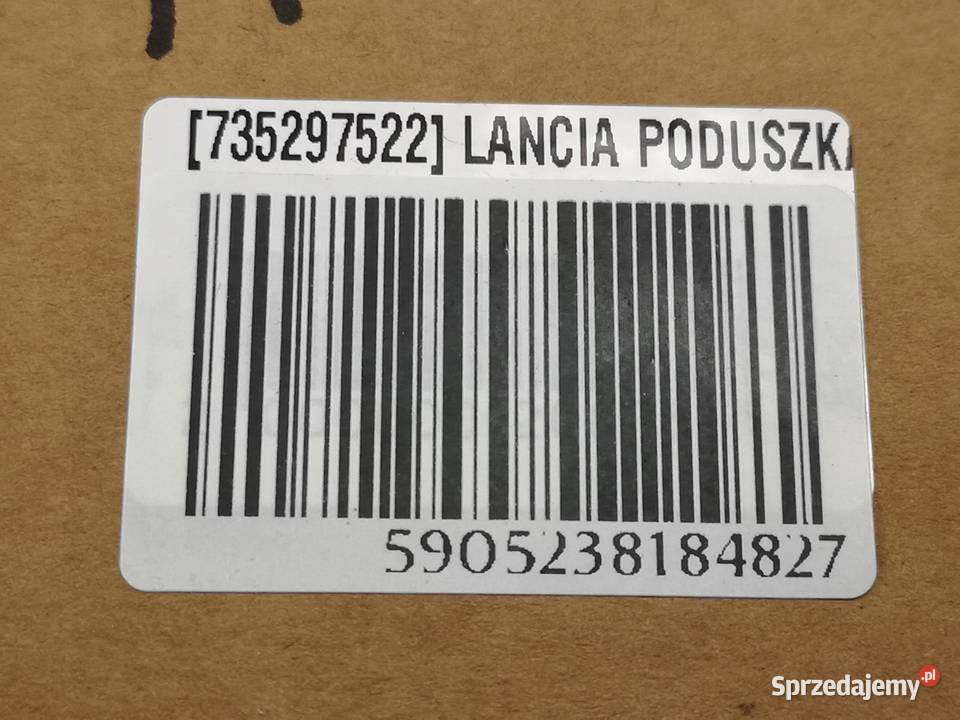 [735297522] LANCIA PODUSZKA
5905238184827
Sprzedajemy.pl